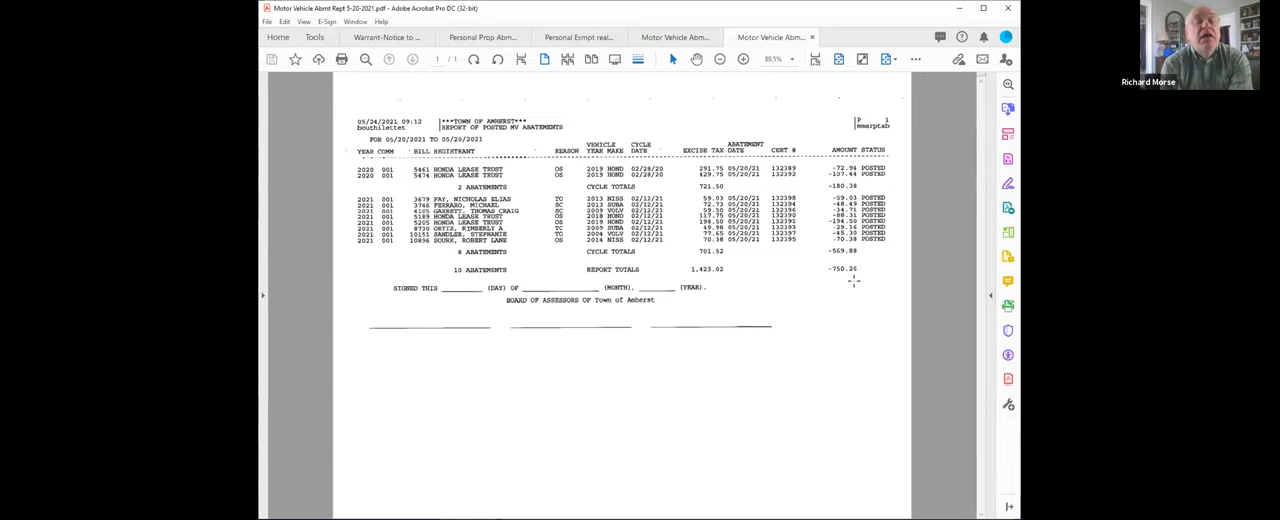 Motor Vehicle Abmt Rept 5-20-2021.pdf - Adobe Acrobat Pro DC (32-bit)
File Edit View E-Sign Window Help
Home Tools Warrant-Notice to ... Personal Prop Abm... Personal Exmpt real... Motor Vehicle Abm... Motor Vehicle Abm... ×
1 / 1 89.5%
Richard Morse
05/24/2021 09:12 |***TOWN OF AMHERST*** |P 1
bouthilettet |REPORT OF POSTED MV ABATEMENTS |mmarptab
FOR 05/20/2021 TO 05/20/2021
VEHICLE CYCLE ABATEMENT
YEAR COMM BILL REGISTRANT REASON YEAR MAKE DATE EXCISE TAX DATE CERT # AMOUNT STATUS
2020 001 5461 HONDA LEASE TRUST OS 2019 HOND 02/28/20 291.75 05/20/21 132389 -72.94 POSTED
2020 001 5474 HONDA LEASE TRUST OS 2019 HOND 02/28/20 429.75 05/20/21 132392 -107.44 POSTED
2 ABATEMENTS CYCLE TOTALS 721.50 -180.38
2021 001 3679 FAY, NICHOLAS ELIAS TO 2013 NISS 02/12/21 59.03 05/20/21 132398 -59.03 POSTED
2021 001 3746 FERRARO, MICHAEL SC 2013 SUBA 02/12/21 72.73 05/20/21 132394 -48.49 POSTED
2021 001 4105 GARRETT, THOMAS CRAIG SC 2009 VOLV 02/12/21 59.50 05/20/21 132396 -34.71 POSTED
2021 001 5189 HONDA LEASE TRUST OS 2018 HOND 02/12/21 117.75 05/20/21 132390 -88.31 POSTED
2021 001 5205 HONDA LEASE TRUST OS 2019 HOND 02/12/21 194.50 05/20/21 132391 -194.50 POSTED
2021 001 8730 ORTIZ, KIMBERLY A TC 2009 SUBA 02/12/21 49.98 05/20/21 132393 -29.16 POSTED
2021 001 10151 SANDLER, STEPHANIE TO 2004 VOLV 02/12/21 77.65 05/20/21 132397 -45.30 POSTED
2021 001 10896 SOURK, ROBERT LANE OS 2014 NISS 02/12/21 70.38 05/20/21 132395 -70.38 POSTED
8 ABATEMENTS CYCLE TOTALS 701.52 -569.88
10 ABATEMENTS REPORT TOTALS 1,423.02 -750.26
SIGNED THIS ________ (DAY) OF ________________ (MONTH), _______ (YEAR).
BOARD OF ASSESSORS OF Town of Amherst